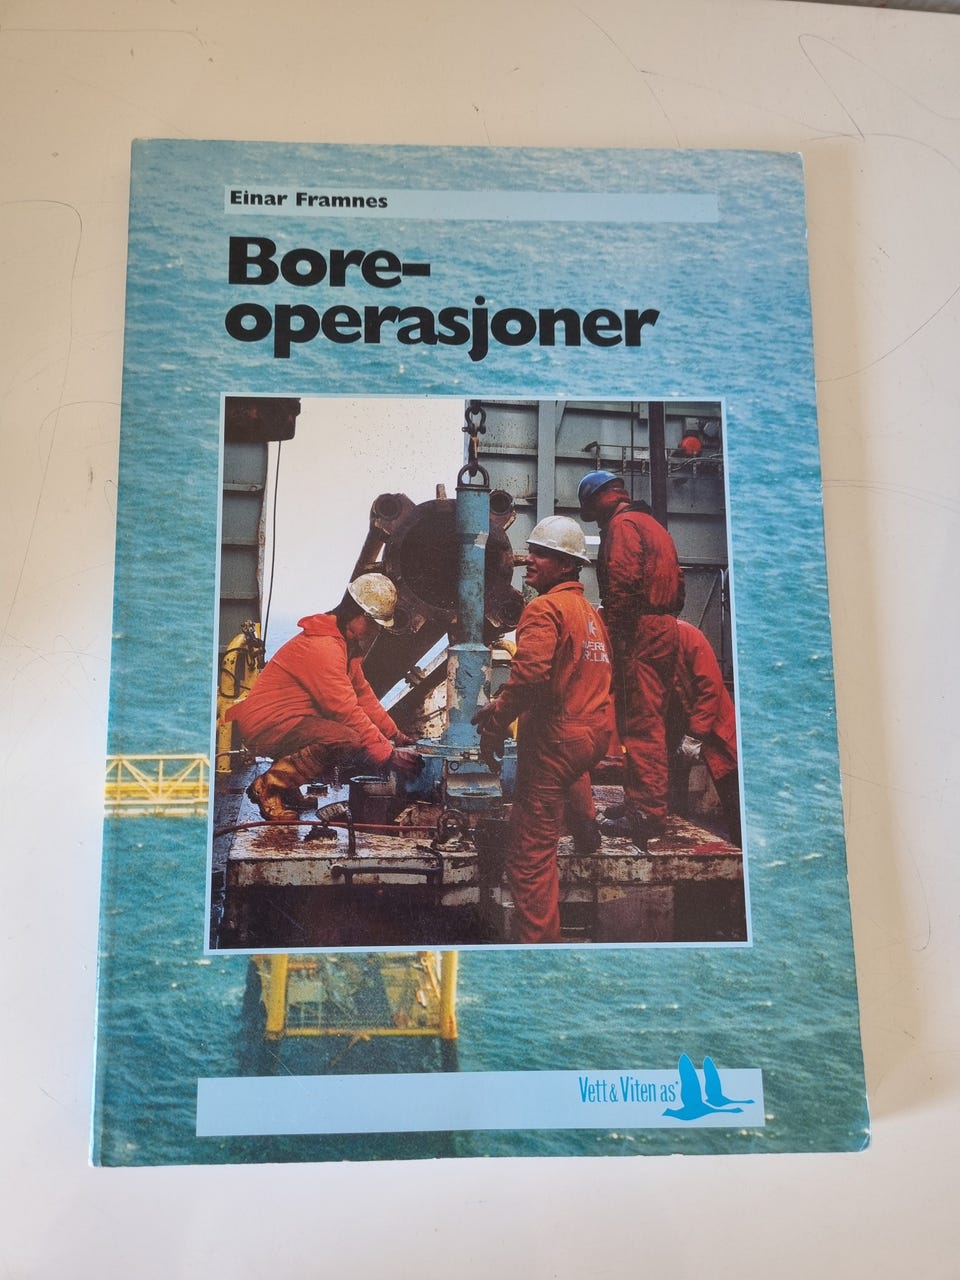 Einar Framnes
Bore-
operasjoner
Vett & Viten as